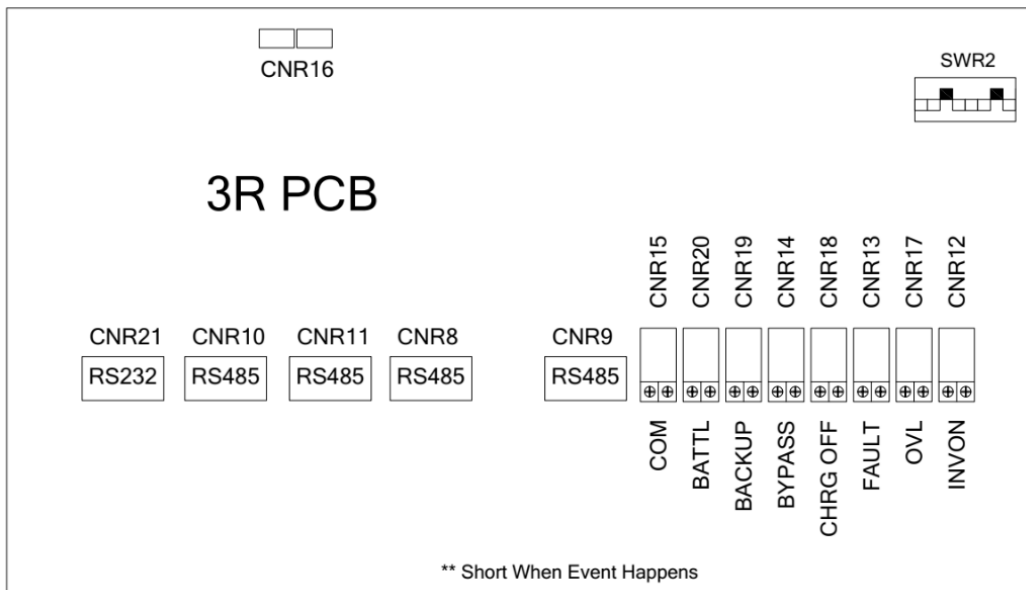 CNR16
SWR2
3R PCB
CNR15 CNR20 CNR19 CNR14 CNR18 CNR13 CNR17 CNR12
CNR21 CNR10 CNR11 CNR8 CNR9
RS232 RS485 RS485 RS485 RS485
COM BATTL BACKUP BYPASS CHRG OFF FAULT OVL INVON
** Short When Event Happens